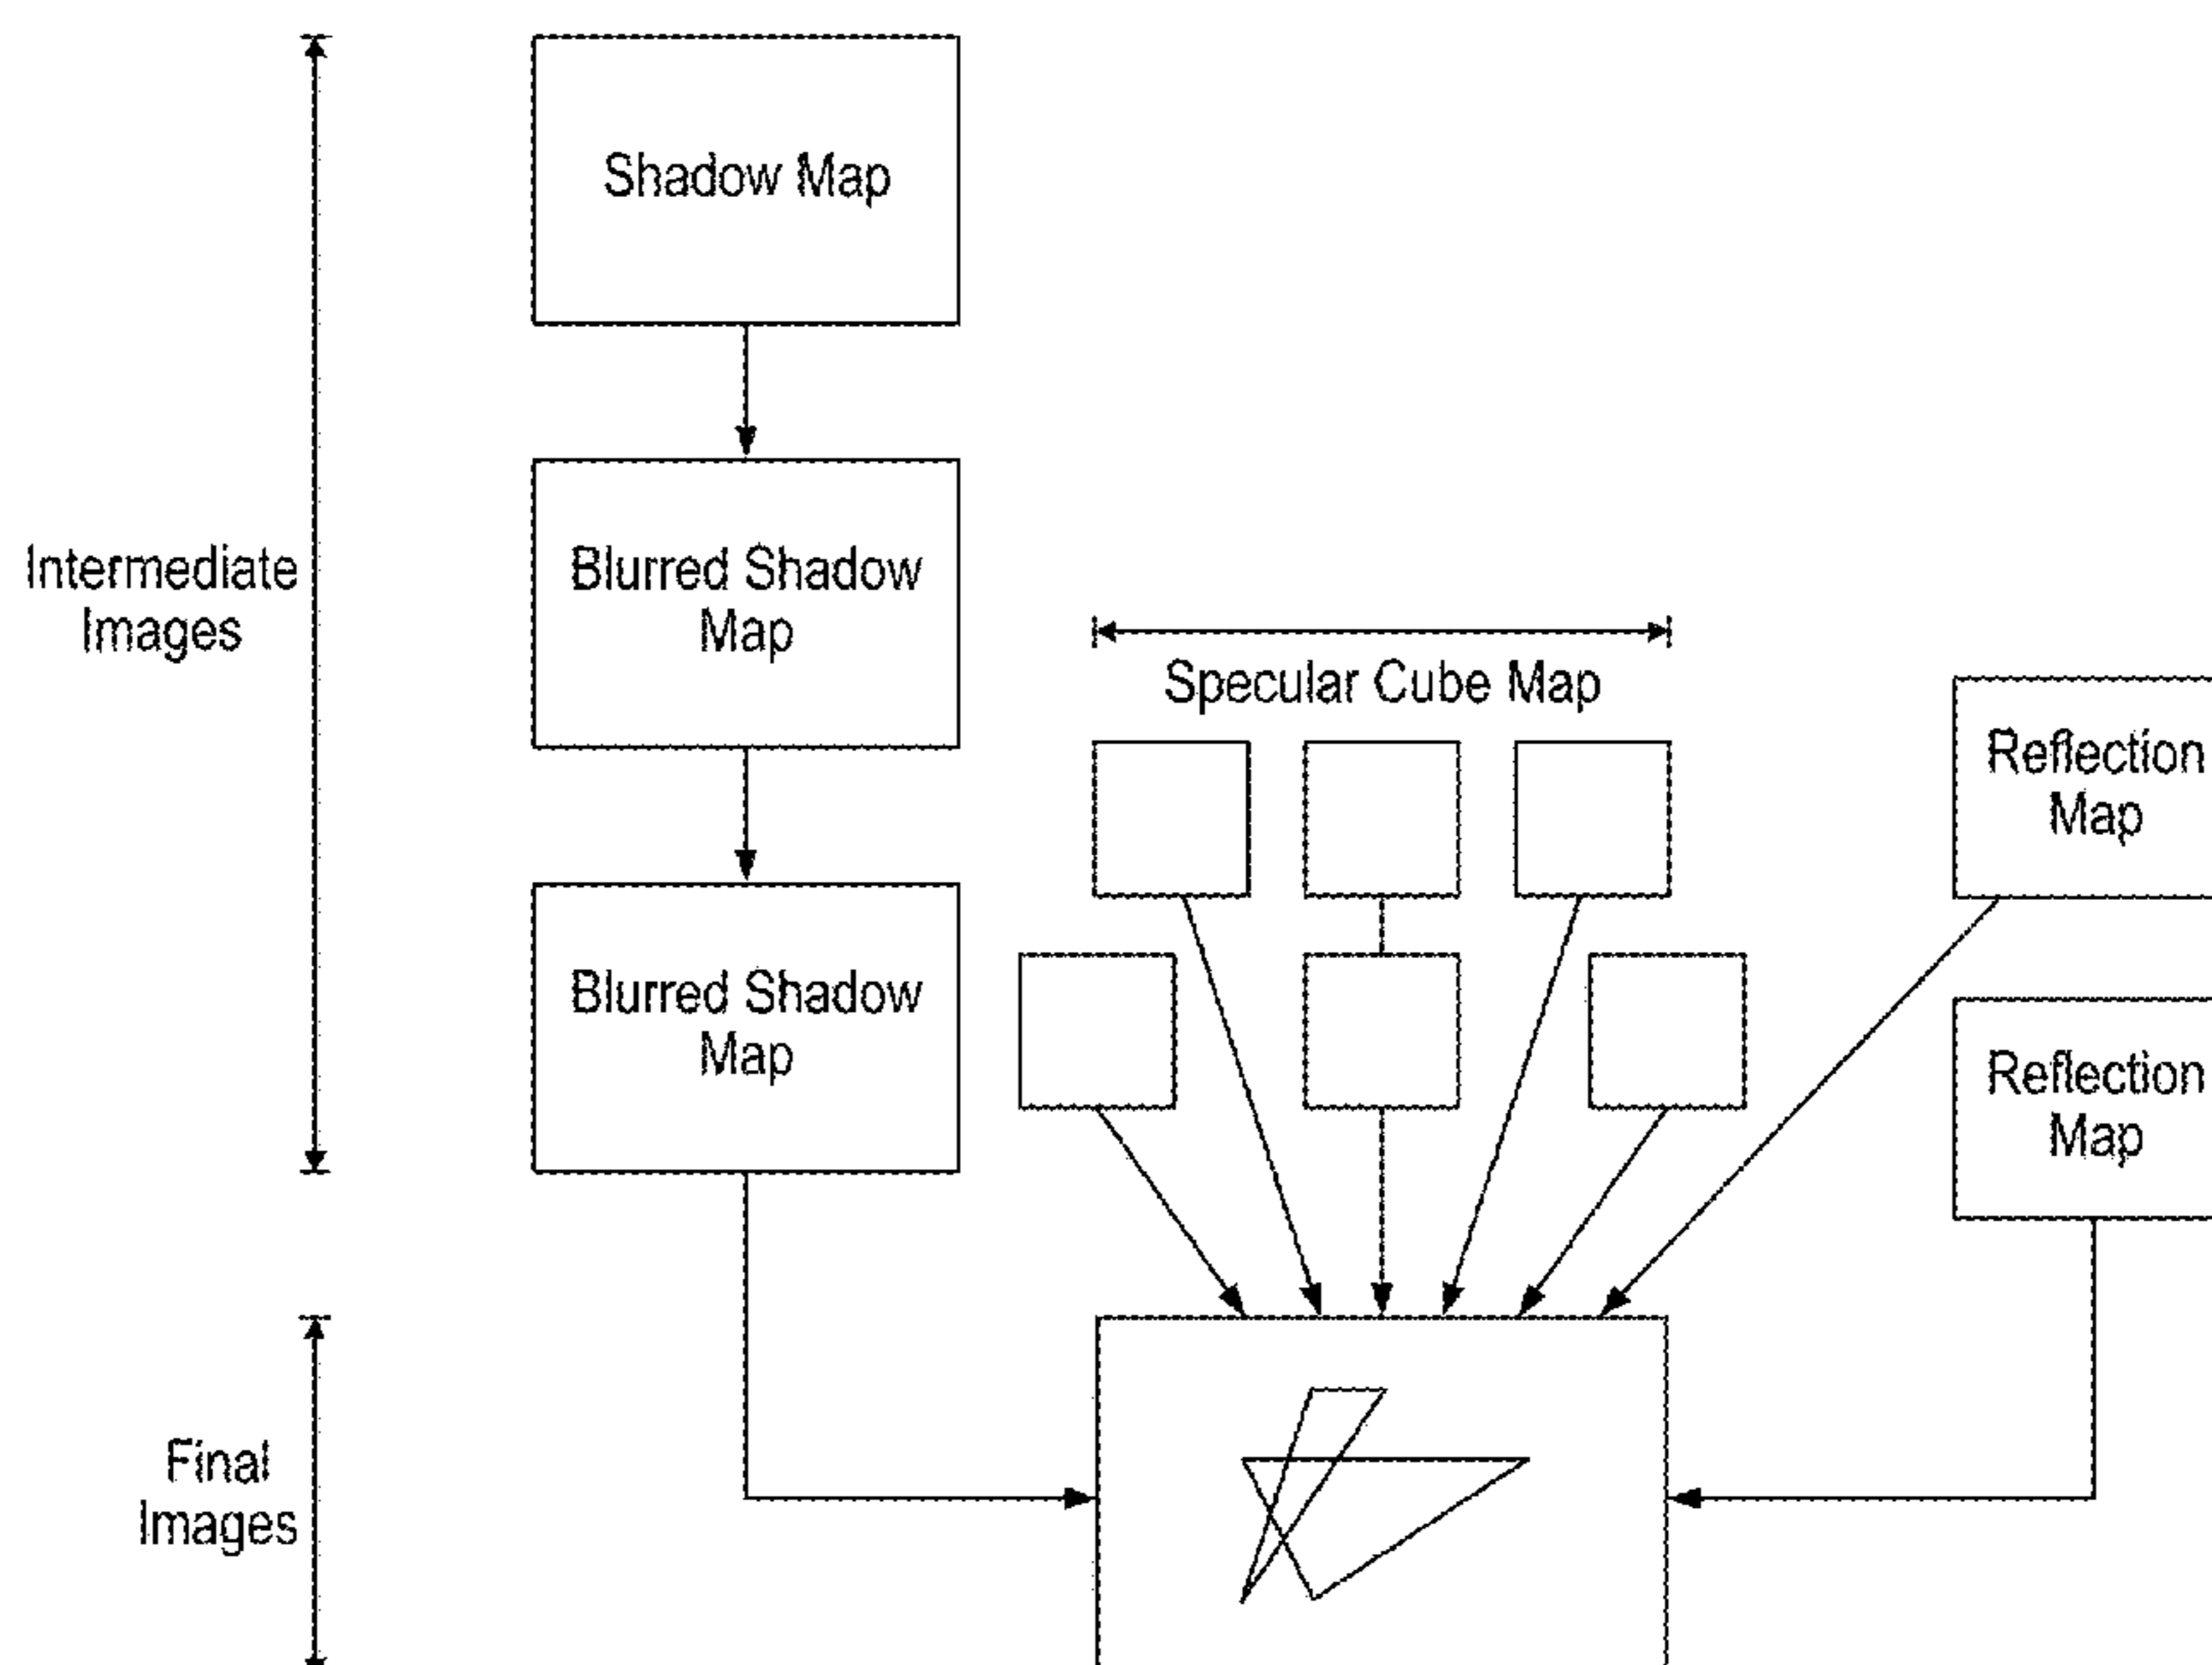 Shadow Map
Intermediate
Images
Blurred Shadow
Map
Specular Cube Map
Reflection
Map
Blurred Shadow
Map
Reflection
Map
Final
Images